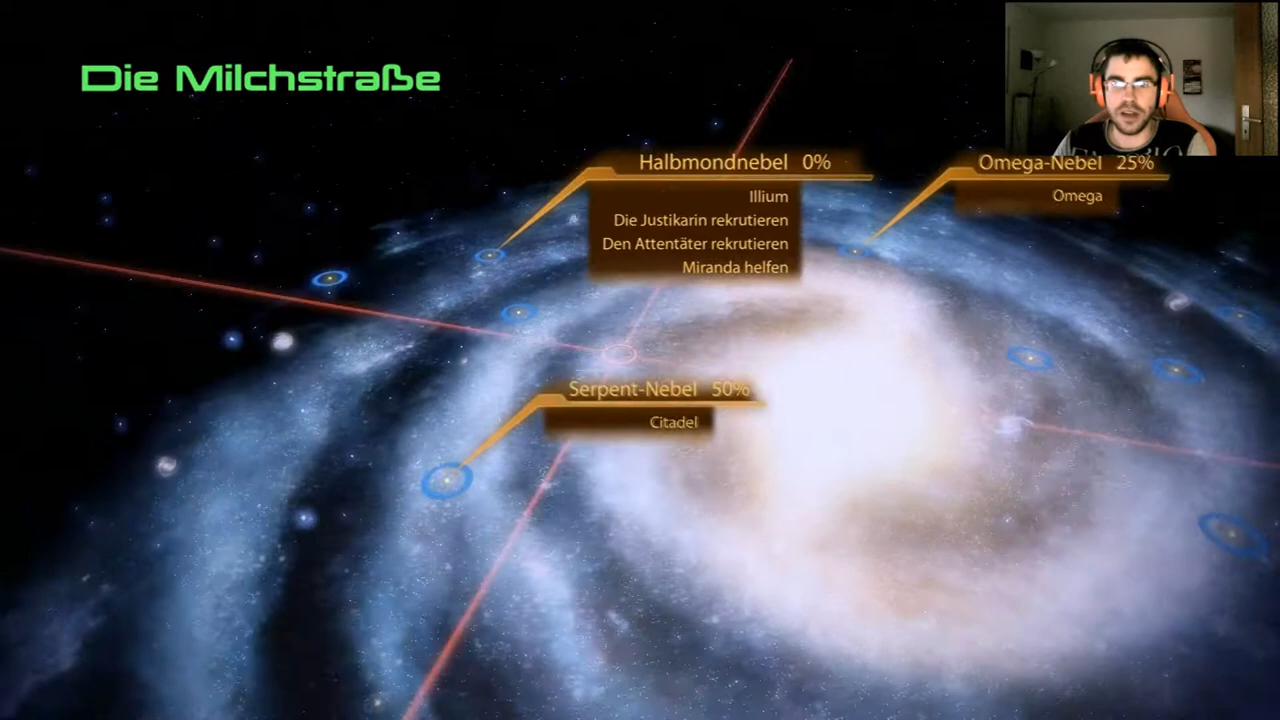 Die Milchstraße
Halbmondnebel 0%
Illium
Die Justikarin rekrutieren
Den Attentäter rekrutieren
Miranda helfen
Omega-Nebel 25%
Omega
Serpent-Nebel 50%
Citadel